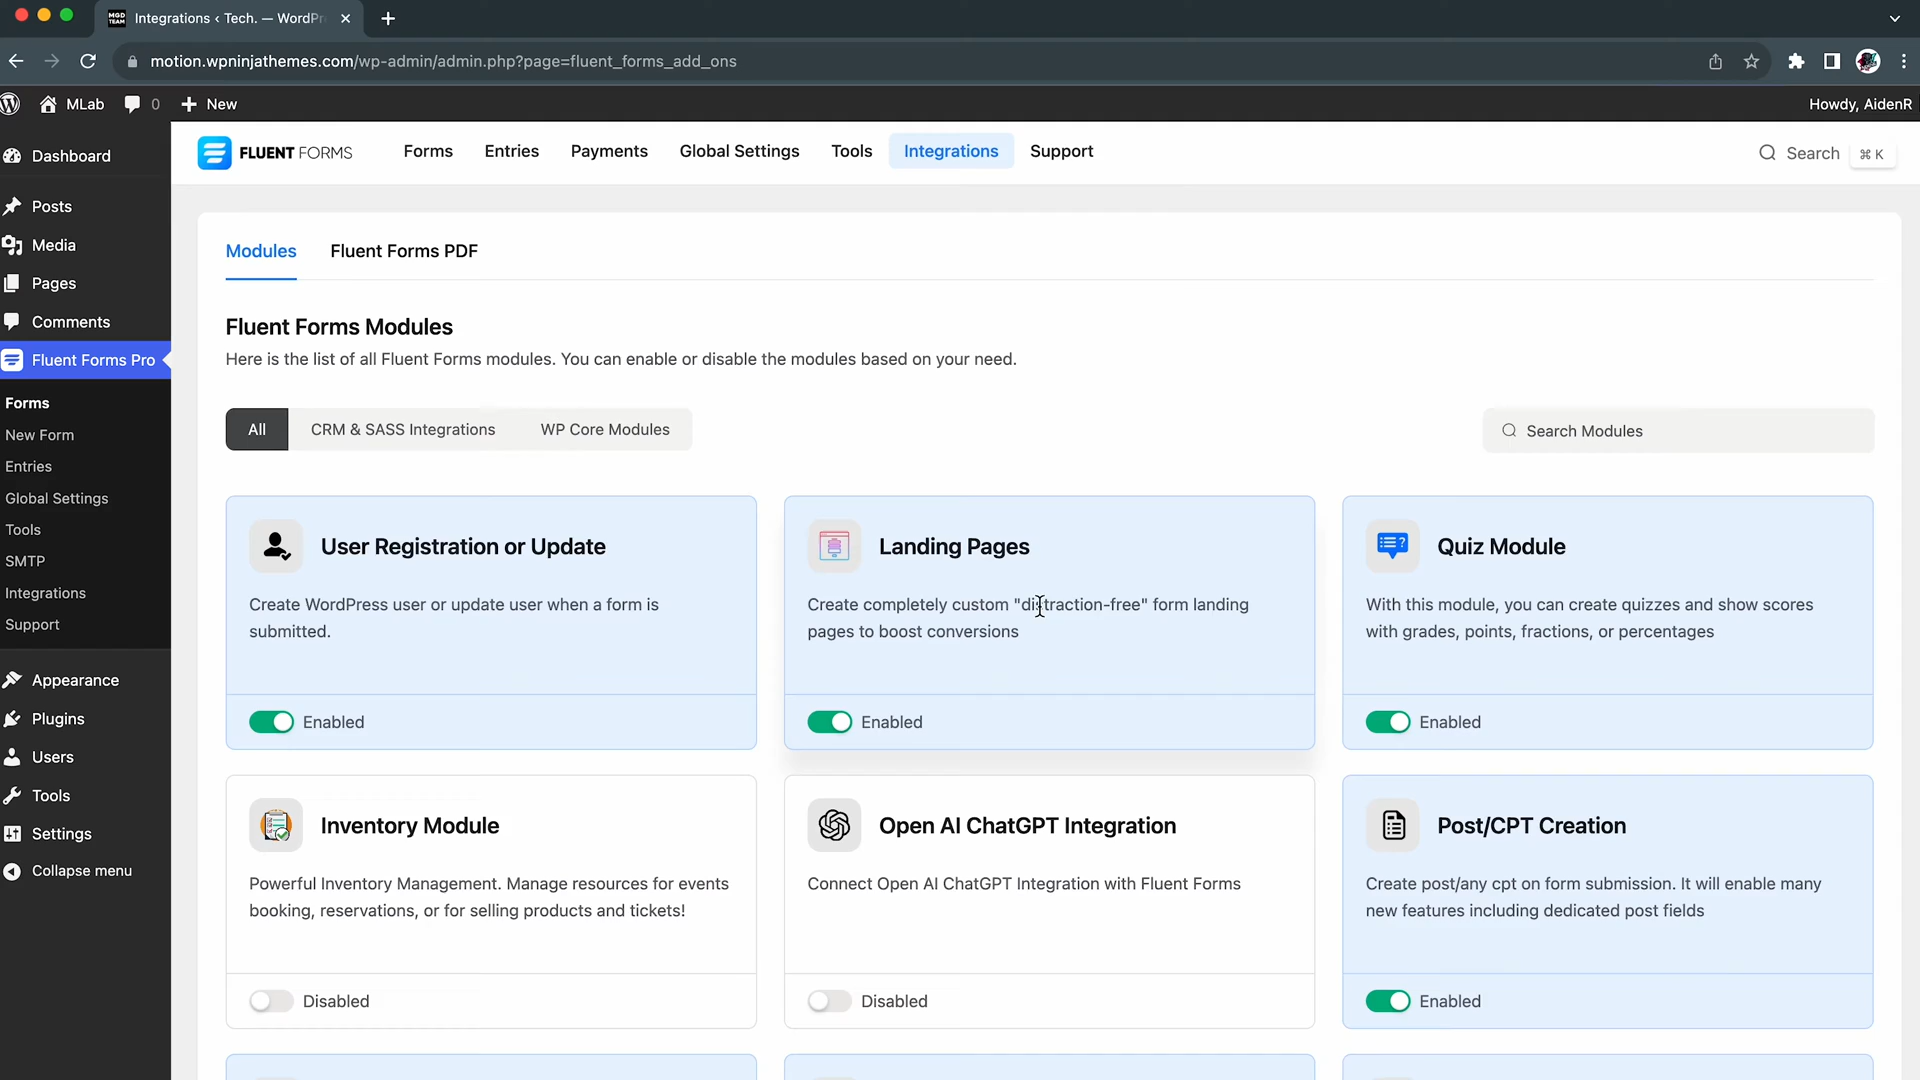 Integrations ‹ Tech. — WordPr
motion.wpninjathemes.com/wp-admin/admin.php?page=fluent_forms_add_ons
MLab 0 New Howdy, AidenR
Dashboard
Posts
Media
Pages
Comments
Fluent Forms Pro
Forms
New Form
Entries
Global Settings
Tools
SMTP
Integrations
Support
Appearance
Plugins
Users
Tools
Settings
Collapse menu
FLUENT FORMS Forms Entries Payments Global Settings Tools Integrations Support Search ⌘ K
Modules Fluent Forms PDF
Fluent Forms Modules
Here is the list of all Fluent Forms modules. You can enable or disable the modules based on your need.
All CRM & SASS Integrations WP Core Modules Search Modules
User Registration or Update
Create WordPress user or update user when a form is
submitted.
Enabled
Landing Pages
Create completely custom "distraction-free" form landing
pages to boost conversions
Enabled
Quiz Module
With this module, you can create quizzes and show scores
with grades, points, fractions, or percentages
Enabled
Inventory Module
Powerful Inventory Management. Manage resources for events
booking, reservations, or for selling products and tickets!
Disabled
Open AI ChatGPT Integration
Connect Open AI ChatGPT Integration with Fluent Forms
Disabled
Post/CPT Creation
Create post/any cpt on form submission. It will enable many
new features including dedicated post fields
Enabled